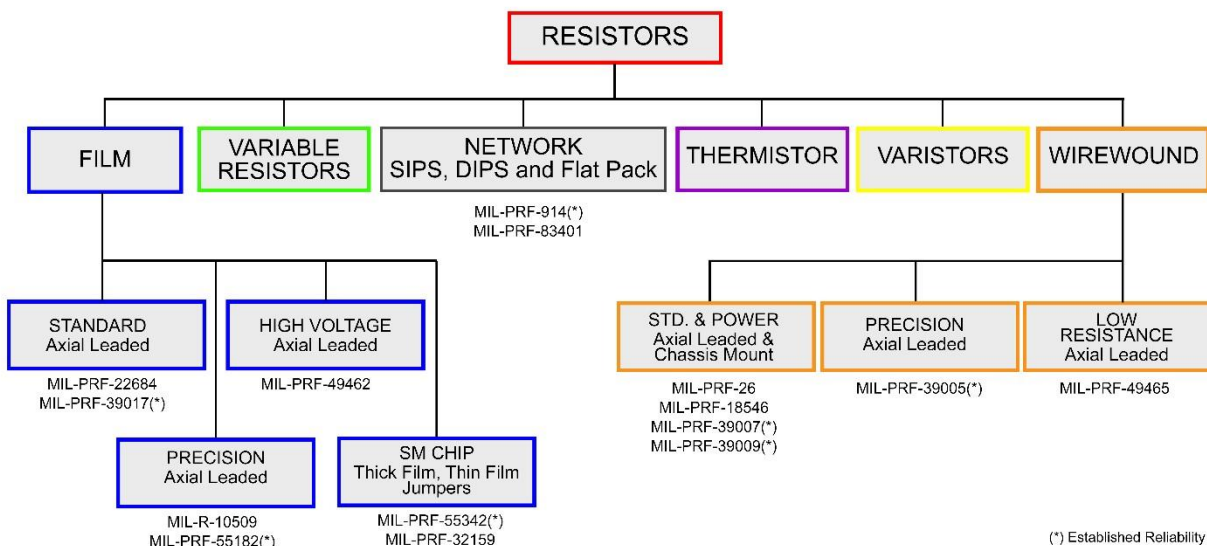 RESISTORS
FILM
VARIABLE
RESISTORS
NETWORK
SIPS, DIPS and Flat Pack
THERMISTOR
VARISTORS
WIREWOUND
MIL-PRF-914(*)
MIL-PRF-83401
STANDARD
Axial Leaded
MIL-PRF-22684
MIL-PRF-39017(*)
HIGH VOLTAGE
Axial Leaded
MIL-PRF-49462
PRECISION
Axial Leaded
MIL-R-10509
MIL-PRF-55182(*)
SM CHIP
Thick Film, Thin Film
Jumpers
MIL-PRF-55342(*)
MIL-PRF-32159
STD. & POWER
Axial Leaded &
Chassis Mount
MIL-PRF-26
MIL-PRF-18546
MIL-PRF-39007(*)
MIL-PRF-39009(*)
PRECISION
Axial Leaded
MIL-PRF-39005(*)
LOW
RESISTANCE
Axial Leaded
MIL-PRF-49465
(*) Established Reliability